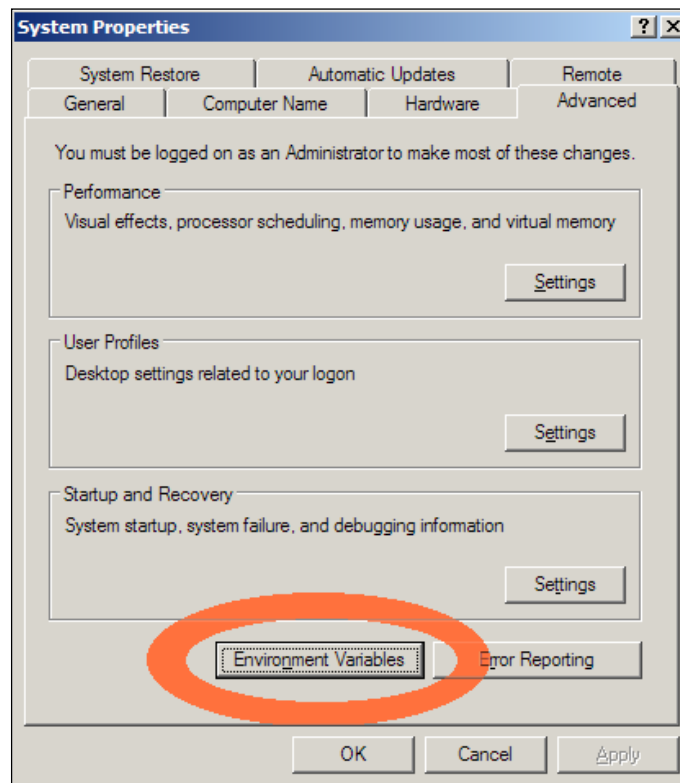 System Properties
System Restore Automatic Updates Remote
General Computer Name Hardware Advanced
You must be logged on as an Administrator to make most of these changes.
Performance
Visual effects, processor scheduling, memory usage, and virtual memory
Settings
User Profiles
Desktop settings related to your logon
Settings
Startup and Recovery
System startup, system failure, and debugging information
Settings
Environment Variables Error Reporting
OK Cancel Apply